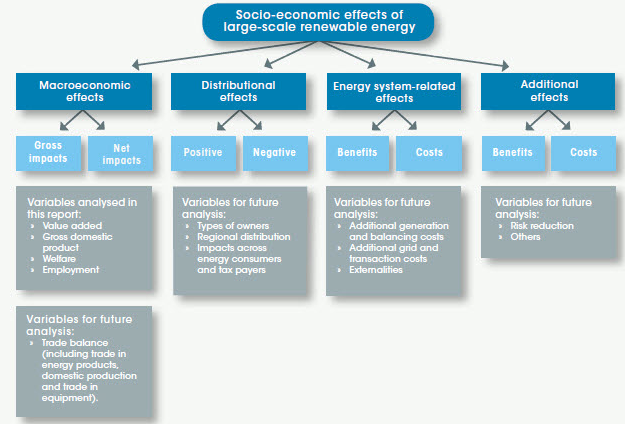 Socio-economic effects of
large-scale renewable energy
Macroeconomic
effects
Distributional
effects
Energy system-related
effects
Additional
effects
Gross
impacts
Net
impacts
Positive
Negative
Benefits
Costs
Benefits
Costs
Variables analysed in
this report:
» Value added
» Gross domestic
product
» Welfare
» Employment
Variables for future
analysis:
» Types of owners
» Regional distribution
» Impacts across
energy consumers
and tax payers
Variables for future
analysis:
» Additional generation
and balancing costs
» Additional grid and
transaction costs
» Externalities
Variables for future
analysis:
» Risk reduction
» Others
Variables for future
analysis:
» Trade balance
(including trade in
energy products,
domestic production
and trade in
equipment).